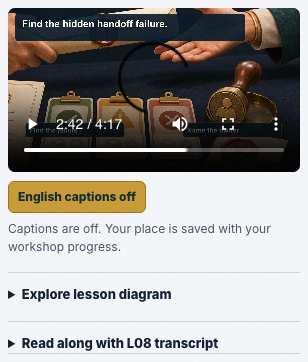 Find the hidden handoff failure.
2:42 / 4:17
English captions off
Captions are off. Your place is saved with your
workshop progress.
Explore lesson diagram
Read along with L08 transcript